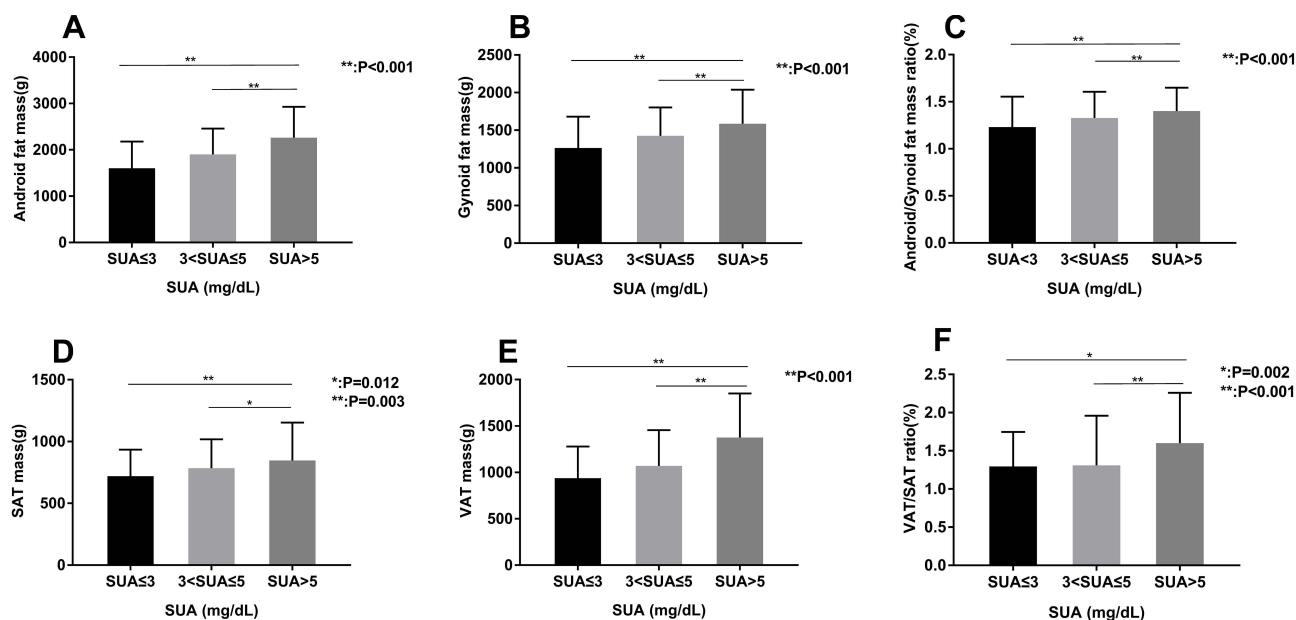 A
Android fat mass(g)
4000
3000
2000
1000
0
**
**
**:P<0.001
SUA≤3 3<SUA≤5 SUA>5
SUA (mg/dL)
B
Gynoid fat mass(g)
2500
2000
1500
1000
500
0
**
**
**:P<0.001
SUA≤3 3<SUA≤5 SUA>5
SUA (mg/dL)
C
Android/Gynoid fat mass ratio(%)
2.0
1.5
1.0
0.5
0.0
**
**
**:P<0.001
SUA<3 3<SUA≤5 SUA>5
SUA (mg/dL)
D
SAT mass(g)
1500
1000
500
0
**
*
*:P=0.012
**:P=0.003
SUA≤3 3<SUA≤5 SUA>5
SUA (mg/dL)
E
VAT mass(g)
2000
1500
1000
500
0
**
**
**P<0.001
SUA≤3 3<SUA≤5 SUA>5
SUA (mg/dL)
F
VAT/SAT ratio(%)
2.5
2.0
1.5
1.0
0.5
0.0
*
**
*:P=0.002
**:P<0.001
SUA≤3 3<SUA≤5 SUA>5
SUA (mg/dL)